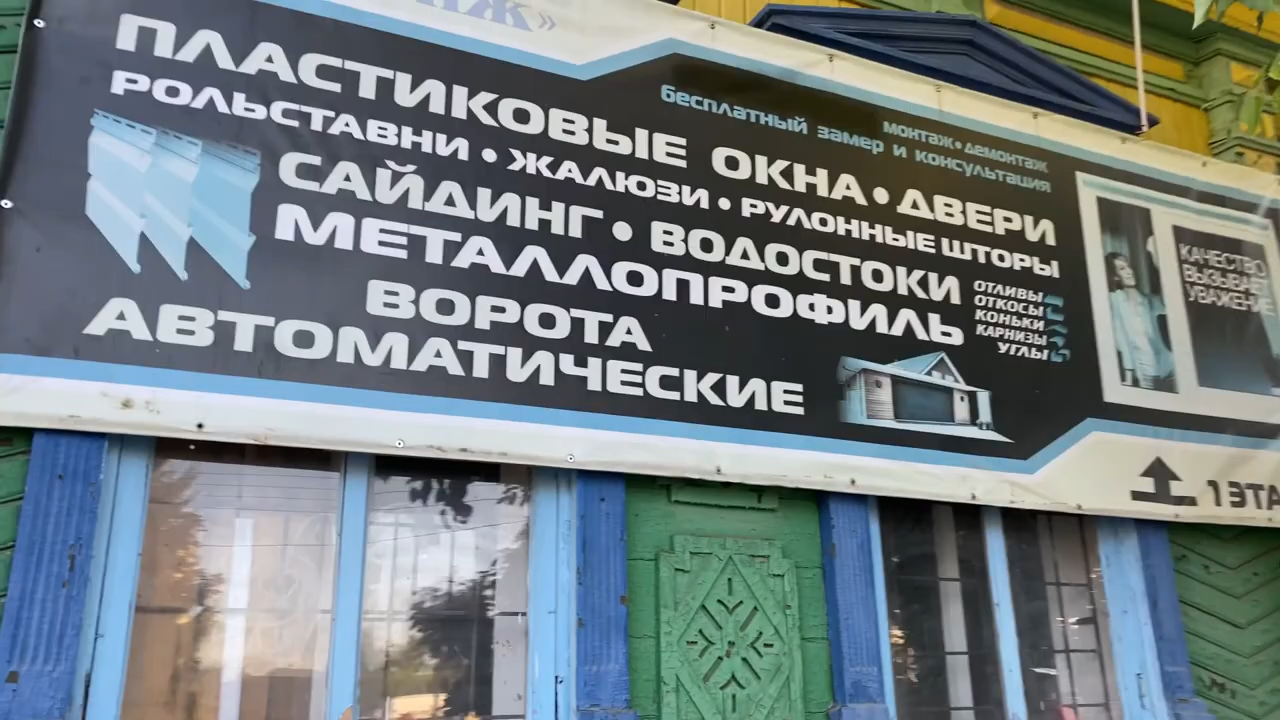 ПЛАСТИКОВЫЕ ОКНА • ДВЕРИ
РОЛЬСТАВНИ • ЖАЛЮЗИ • РУЛОННЫЕ ШТОРЫ
САЙДИНГ • ВОДОСТОКИ
МЕТАЛЛОПРОФИЛЬ
ВОРОТА
АВТОМАТИЧЕСКИЕ
монтаж • демонтаж
бесплатный замер и консультация
ОТЛИВЫ
ОТКОСЫ
КОНЬКИ
КАРНИЗЫ
УГЛЫ
КАЧЕСТВО
ВЫЗЫВАЕТ
УВАЖЕНИЕ
1 ЭТА